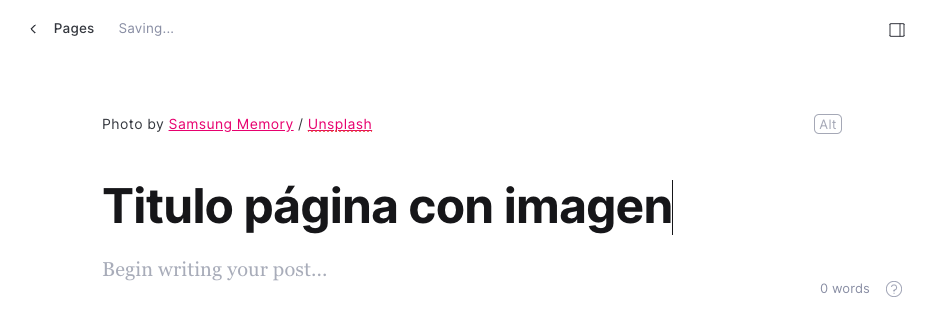 Pages Saving...
Photo by Samsung Memory / Unsplash Alt
Titulo página con imagen
Begin writing your post...
0 words ?